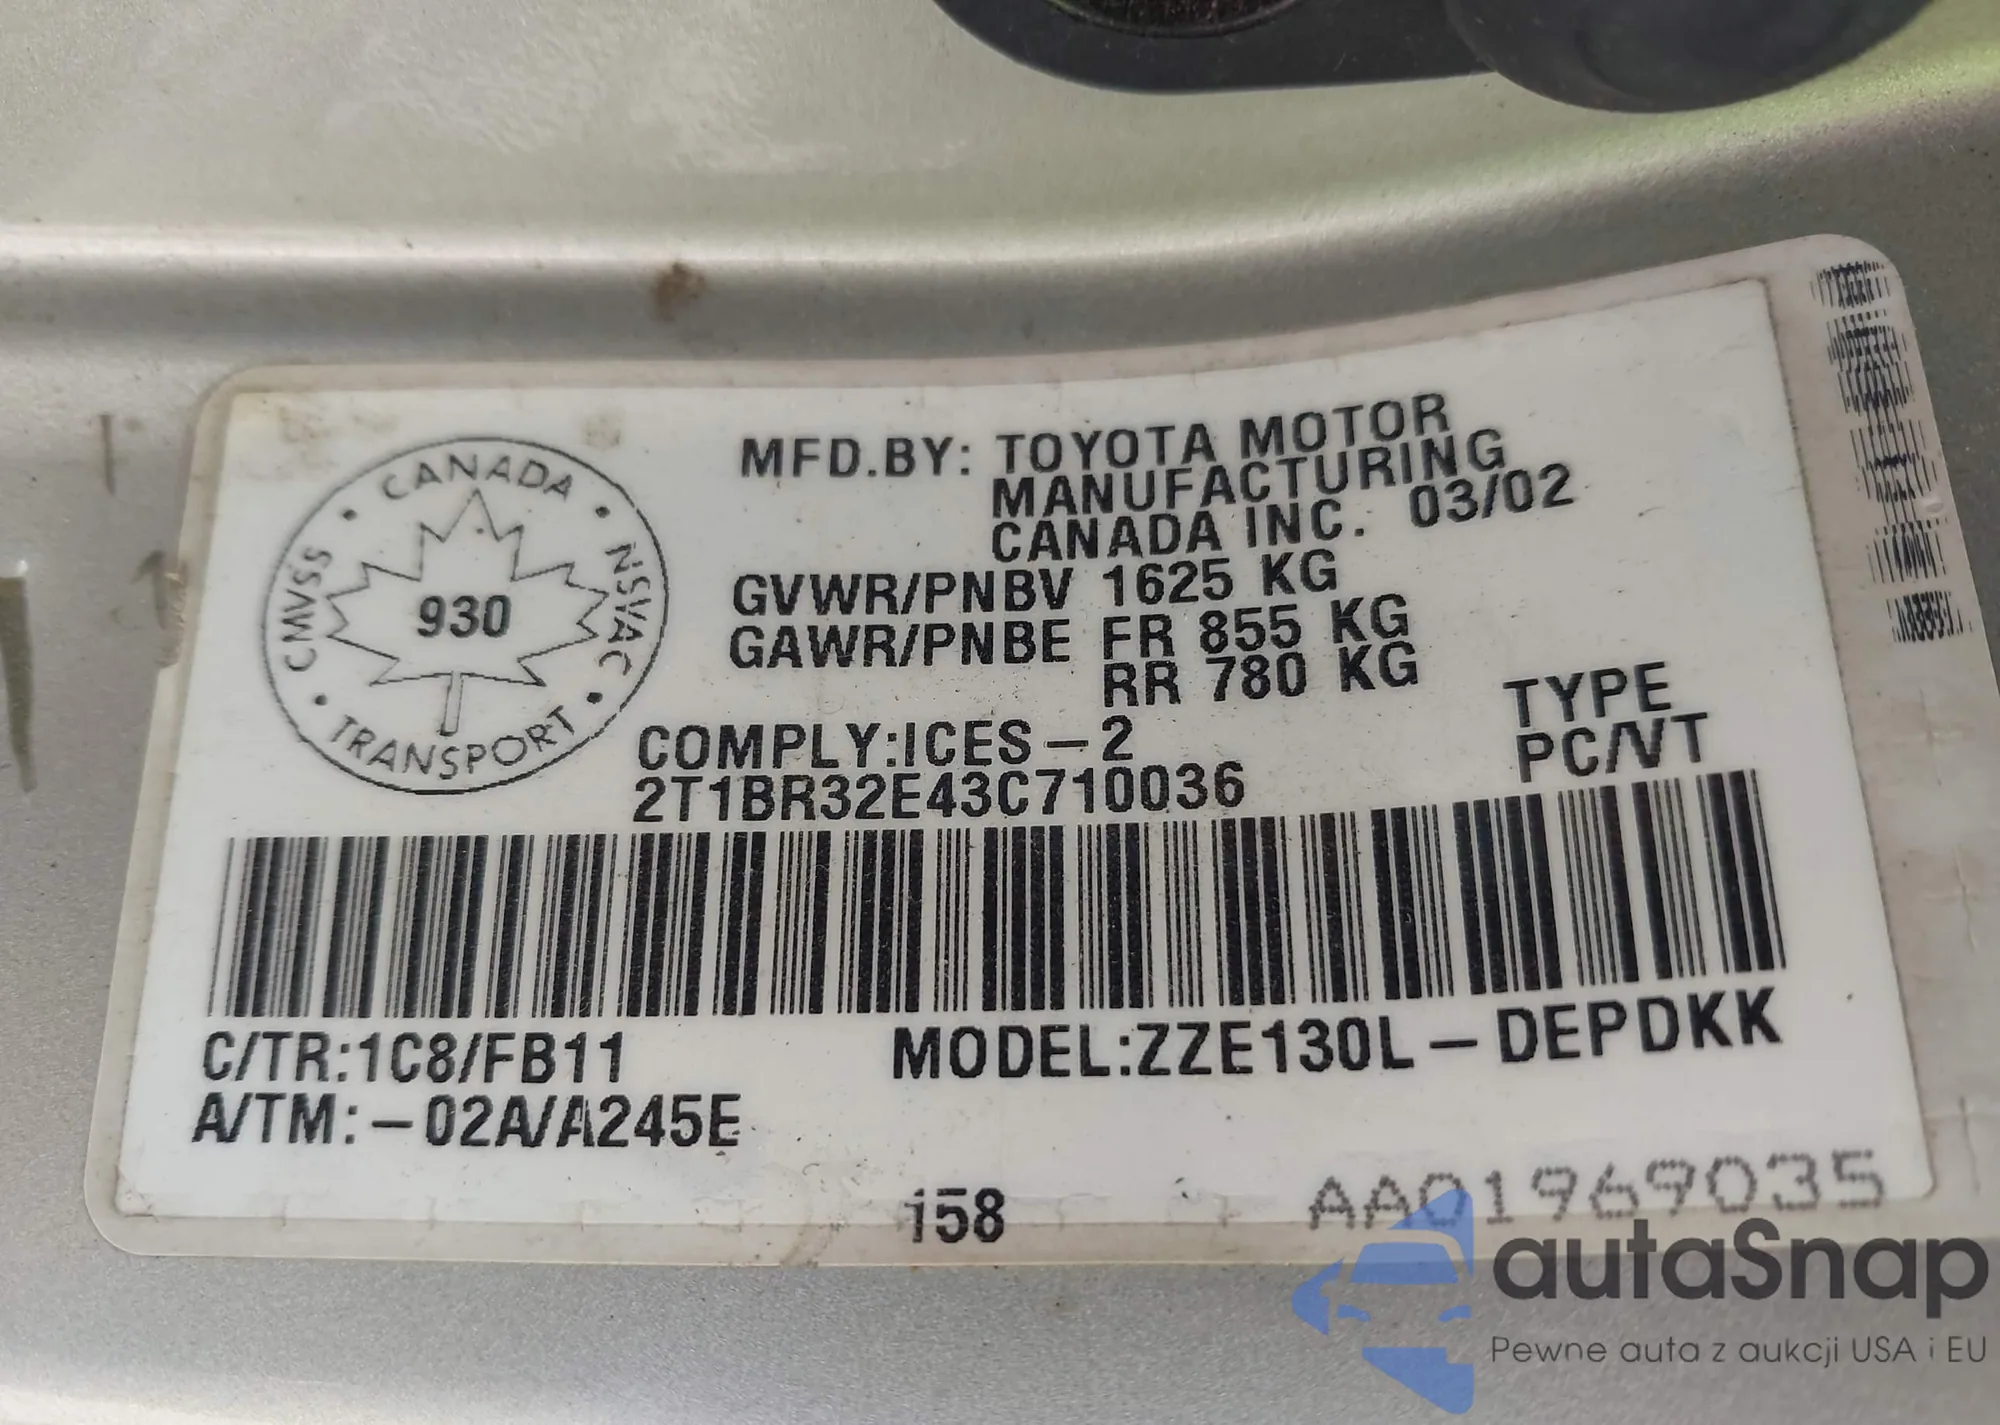 CANADA
CMVSS
NSVAC
930
TRANSPORT
MFD.BY: TOYOTA MOTOR
MANUFACTURING
CANADA INC. 03/02
GVWR/PNBV 1625 KG
GAWR/PNBE FR 855 KG
RR 780 KG
COMPLY:ICES-2
TYPE
2T1BR32E43C710036
PC/VT
C/TR:1C8/FB11
MODEL:ZZE130L-DEPDKK
A/TM:-02A/A245E
158
AA01969035
autaSnap
Pewne auta z aukcji USA i EU